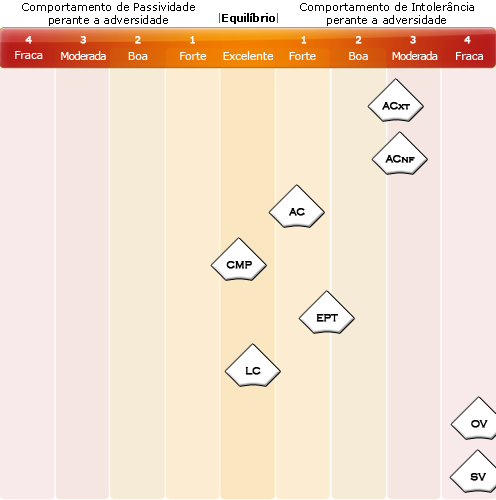 Comportamento de Passividade
perante a adversidade
|Equilíbrio|
Comportamento de Intolerância
perante a adversidade
4 3 2 1 1 2 3 4
Fraca Moderada Boa Forte Excelente Forte Boa Moderada Fraca
ACXT
ACNF
AC
CMP
EPT
LC
OV
SV